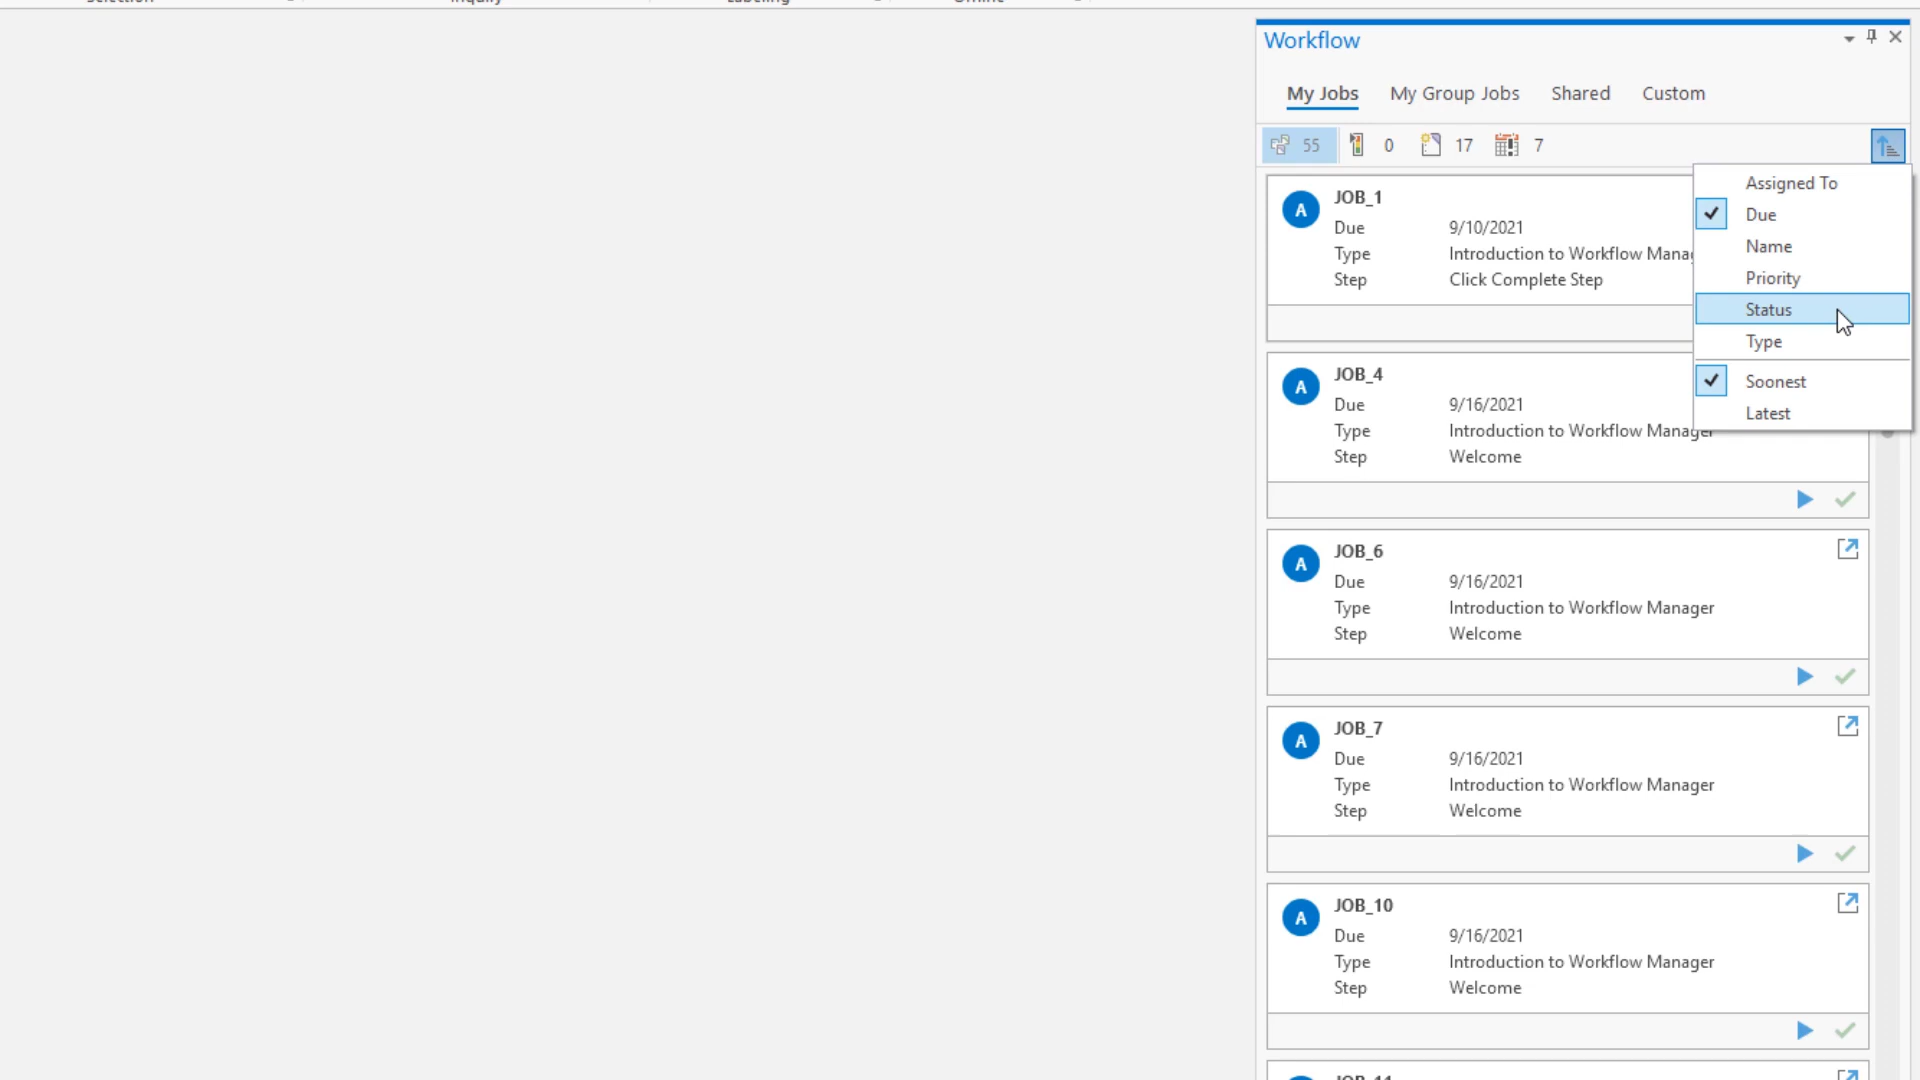 Workflow
My Jobs My Group Jobs Shared Custom
55 0 17 7
Assigned To
Due
Name
Priority
Status
Type
Soonest
Latest
A JOB_1
Due 9/10/2021
Type Introduction to Workflow
Step Click Complete Step
A JOB_4
Due 9/16/2021
Type Introduction to Workflow Manager
Step Welcome
A JOB_6
Due 9/16/2021
Type Introduction to Workflow Manager
Step Welcome
A JOB_7
Due 9/16/2021
Type Introduction to Workflow Manager
Step Welcome
A JOB_10
Due 9/16/2021
Type Introduction to Workflow Manager
Step Welcome